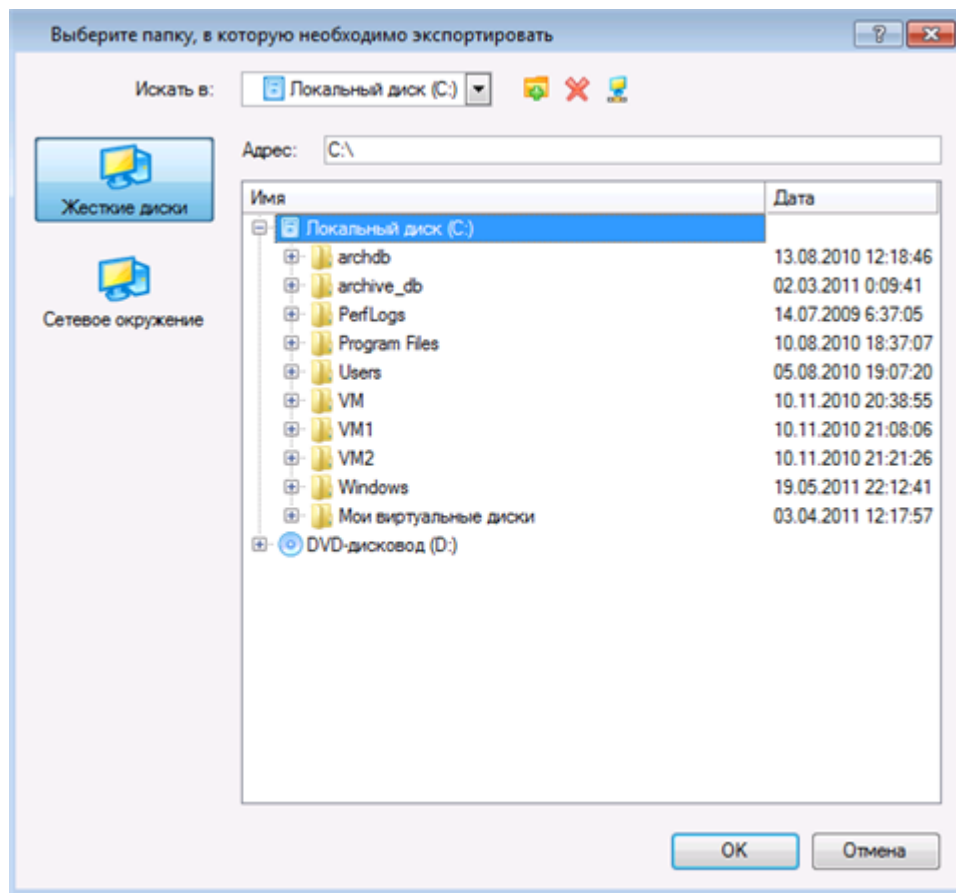 Выберите папку, в которую необходимо экспортировать
Искать в: Локальный диск (C:)
Адрес: C:\
Жесткие диски
Сетевое окружение
Имя Дата
Локальный диск (C:)
archdb 13.08.2010 12:18:46
archive_db 02.03.2011 0:09:41
PerfLogs 14.07.2009 6:37:05
Program Files 10.08.2010 18:37:07
Users 05.08.2010 19:07:20
VM 10.11.2010 20:38:55
VM1 10.11.2010 21:08:06
VM2 10.11.2010 21:21:26
Windows 19.05.2011 22:12:41
Мои виртуальные диски 03.04.2011 12:17:57
DVD-дисковод (D:)
OK Отмена